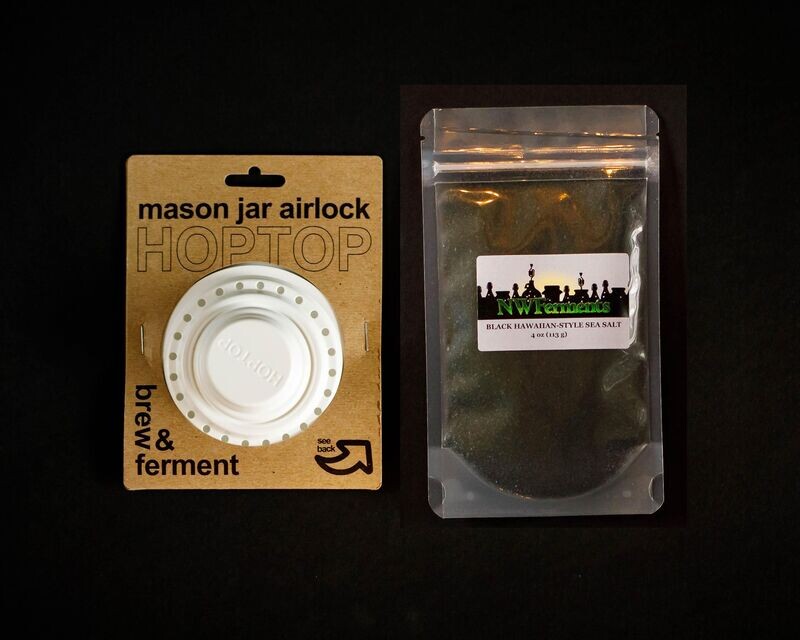 mason jar airlock
HOPTOP
HOPTOP
brew &
ferment
see
back
NWFerments
BLACK HAWAIIAN-STYLE SEA SALT
4 oz (113 g)